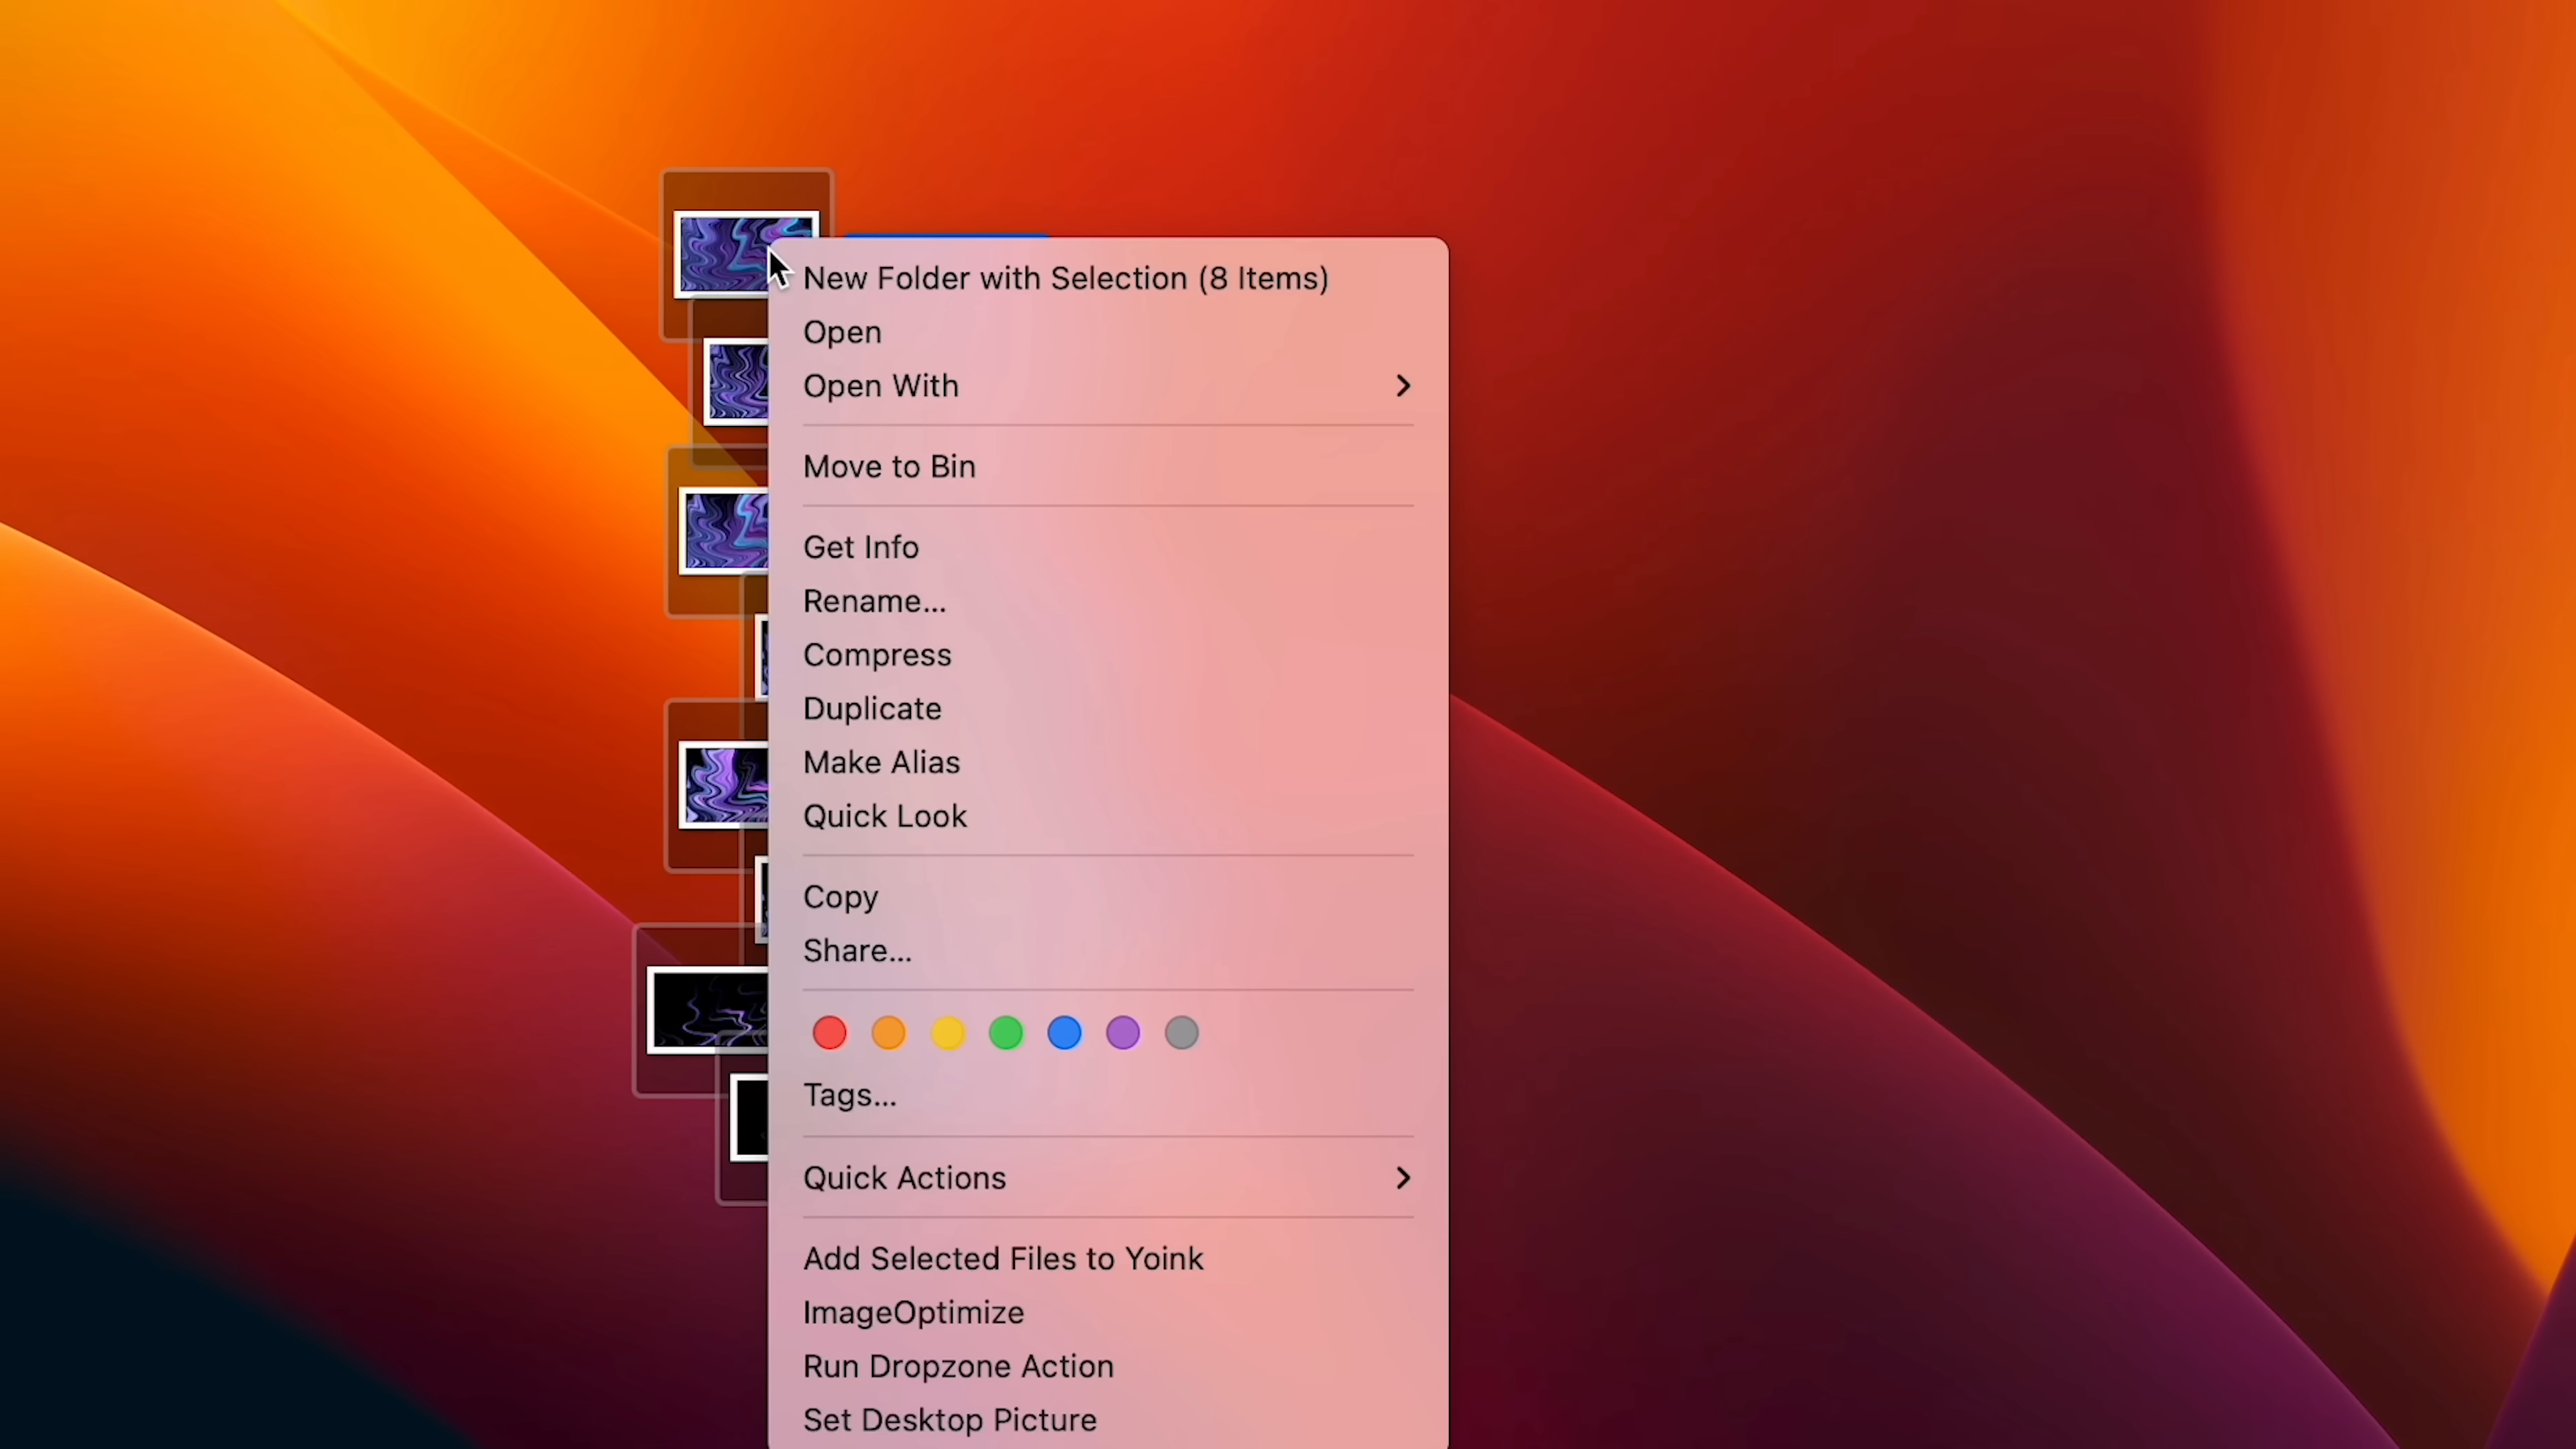 New Folder with Selection (8 Items)
Open
Open With
Move to Bin
Get Info
Rename...
Compress
Duplicate
Make Alias
Quick Look
Copy
Share...
Tags...
Quick Actions
Add Selected Files to Yoink
ImageOptimize
Run Dropzone Action
Set Desktop Picture